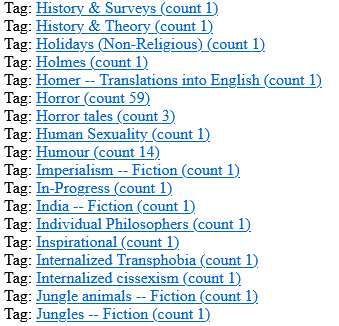 Tag: History & Surveys (count 1)
Tag: History & Theory (count 1)
Tag: Holidays (Non-Religious) (count 1)
Tag: Holmes (count 1)
Tag: Homer -- Translations into English (count 1)
Tag: Horror (count 59)
Tag: Horror tales (count 3)
Tag: Human Sexuality (count 1)
Tag: Humour (count 14)
Tag: Imperialism -- Fiction (count 1)
Tag: In-Progress (count 1)
Tag: India -- Fiction (count 1)
Tag: Individual Philosophers (count 1)
Tag: Inspirational (count 1)
Tag: Internalized Transphobia (count 1)
Tag: Internalized cissexism (count 1)
Tag: Jungle animals -- Fiction (count 1)
Tag: Jungles -- Fiction (count 1)